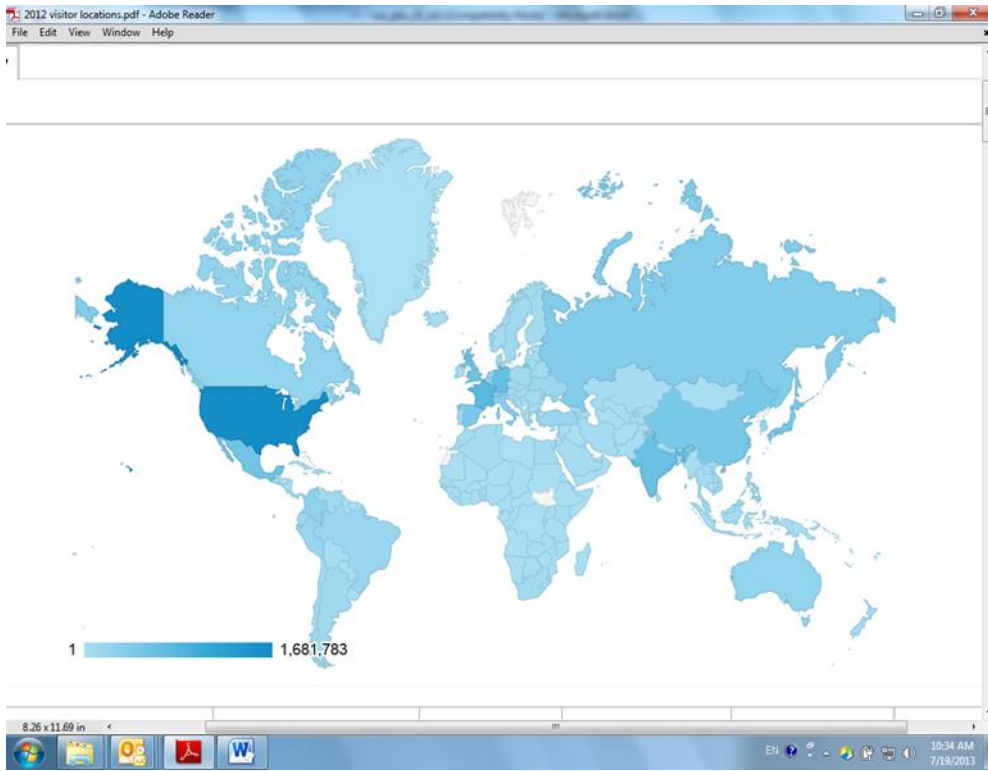 2012 visitor locations.pdf - Adobe Reader
File Edit View Window Help
1 1,681,783
8.26 x 11.69 in
EN
10:34 AM
7/19/2013